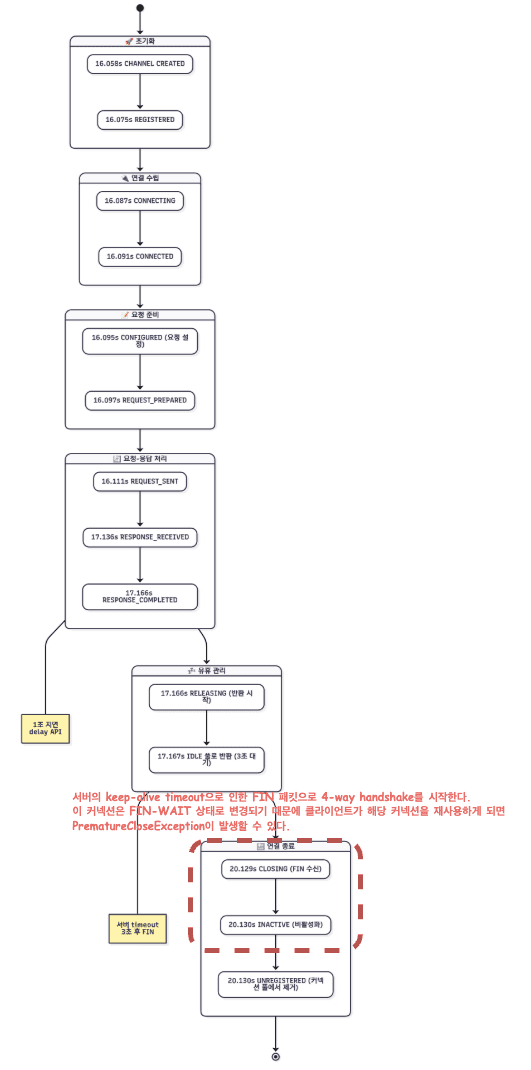 🚀 초기화
16.058s CHANNEL CREATED
16.075s REGISTERED
🔌 연결 수립
16.087s CONNECTING
16.091s CONNECTED
📝 요청 준비
16.095s CONFIGURED (요청 설
정)
16.097s REQUEST_PREPARED
🔄 요청-응답 처리
16.111s REQUEST_SENT
17.136s RESPONSE_RECEIVED
17.166s
RESPONSE_COMPLETED
1초 지연
delay API
💤 유휴 관리
17.166s RELEASING (반환 시
작)
17.167s IDLE 풀로 반환 (3초 대
기)
서버의 keep-alive timeout으로 인한 FIN 패킷으로 4-way handshake를 시작한다.
이 커넥션은 FIN-WAIT 상태로 변경되기 때문에 클라이언트가 해당 커넥션을 재사용하게 되면
PrematureCloseException이 발생할 수 있다.
연결 종료
20.129s CLOSING (FIN 수신)
20.130s INACTIVE (비활성화)
서버 timeout
3초 후 FIN
20.130s UNREGISTERED (커넥
션 풀에서 제거)